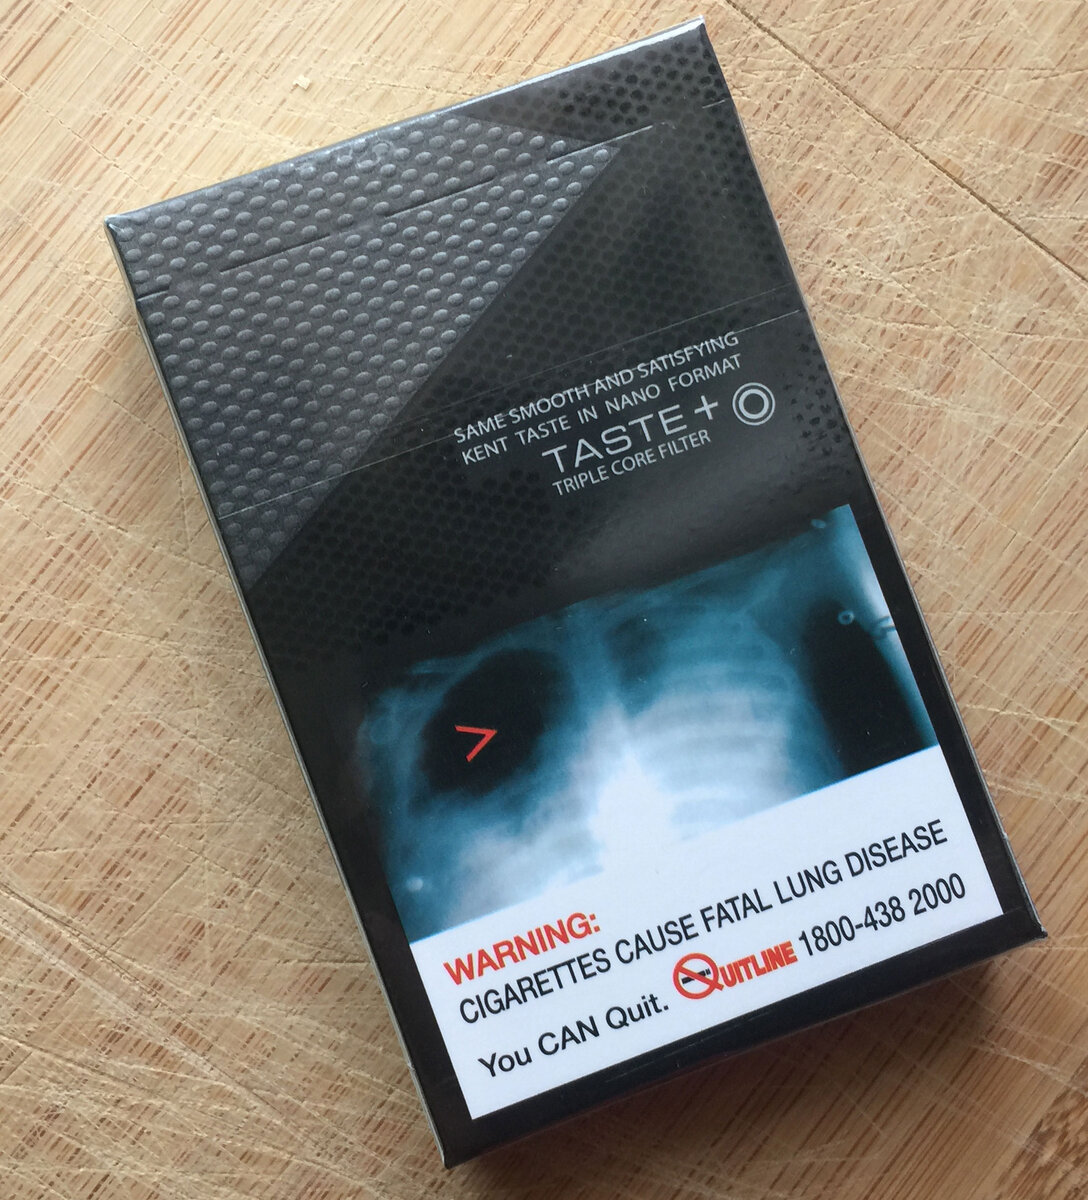 SAME SMOOTH AND SATISFYING
KENT TASTE IN NANO FORMAT
TASTE +
TRIPLE CORE FILTER
WARNING:
CIGARETTES CAUSE FATAL LUNG DISEASE
You CAN Quit. QUITLINE 1800-438 2000